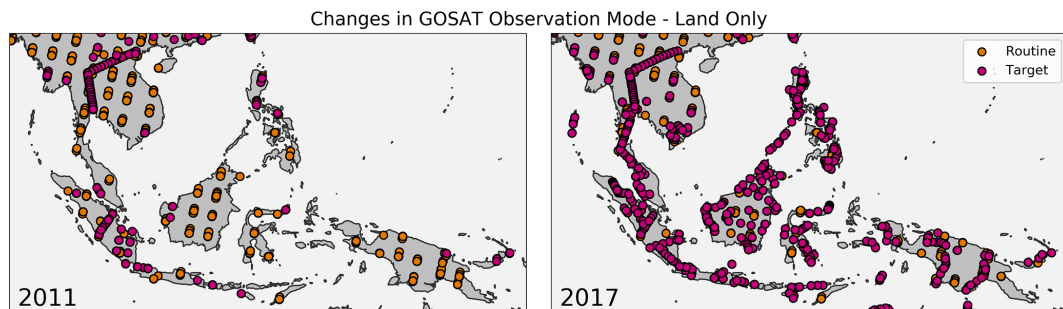 Changes in GOSAT Observation Mode - Land Only
Routine
Target
2011
2017